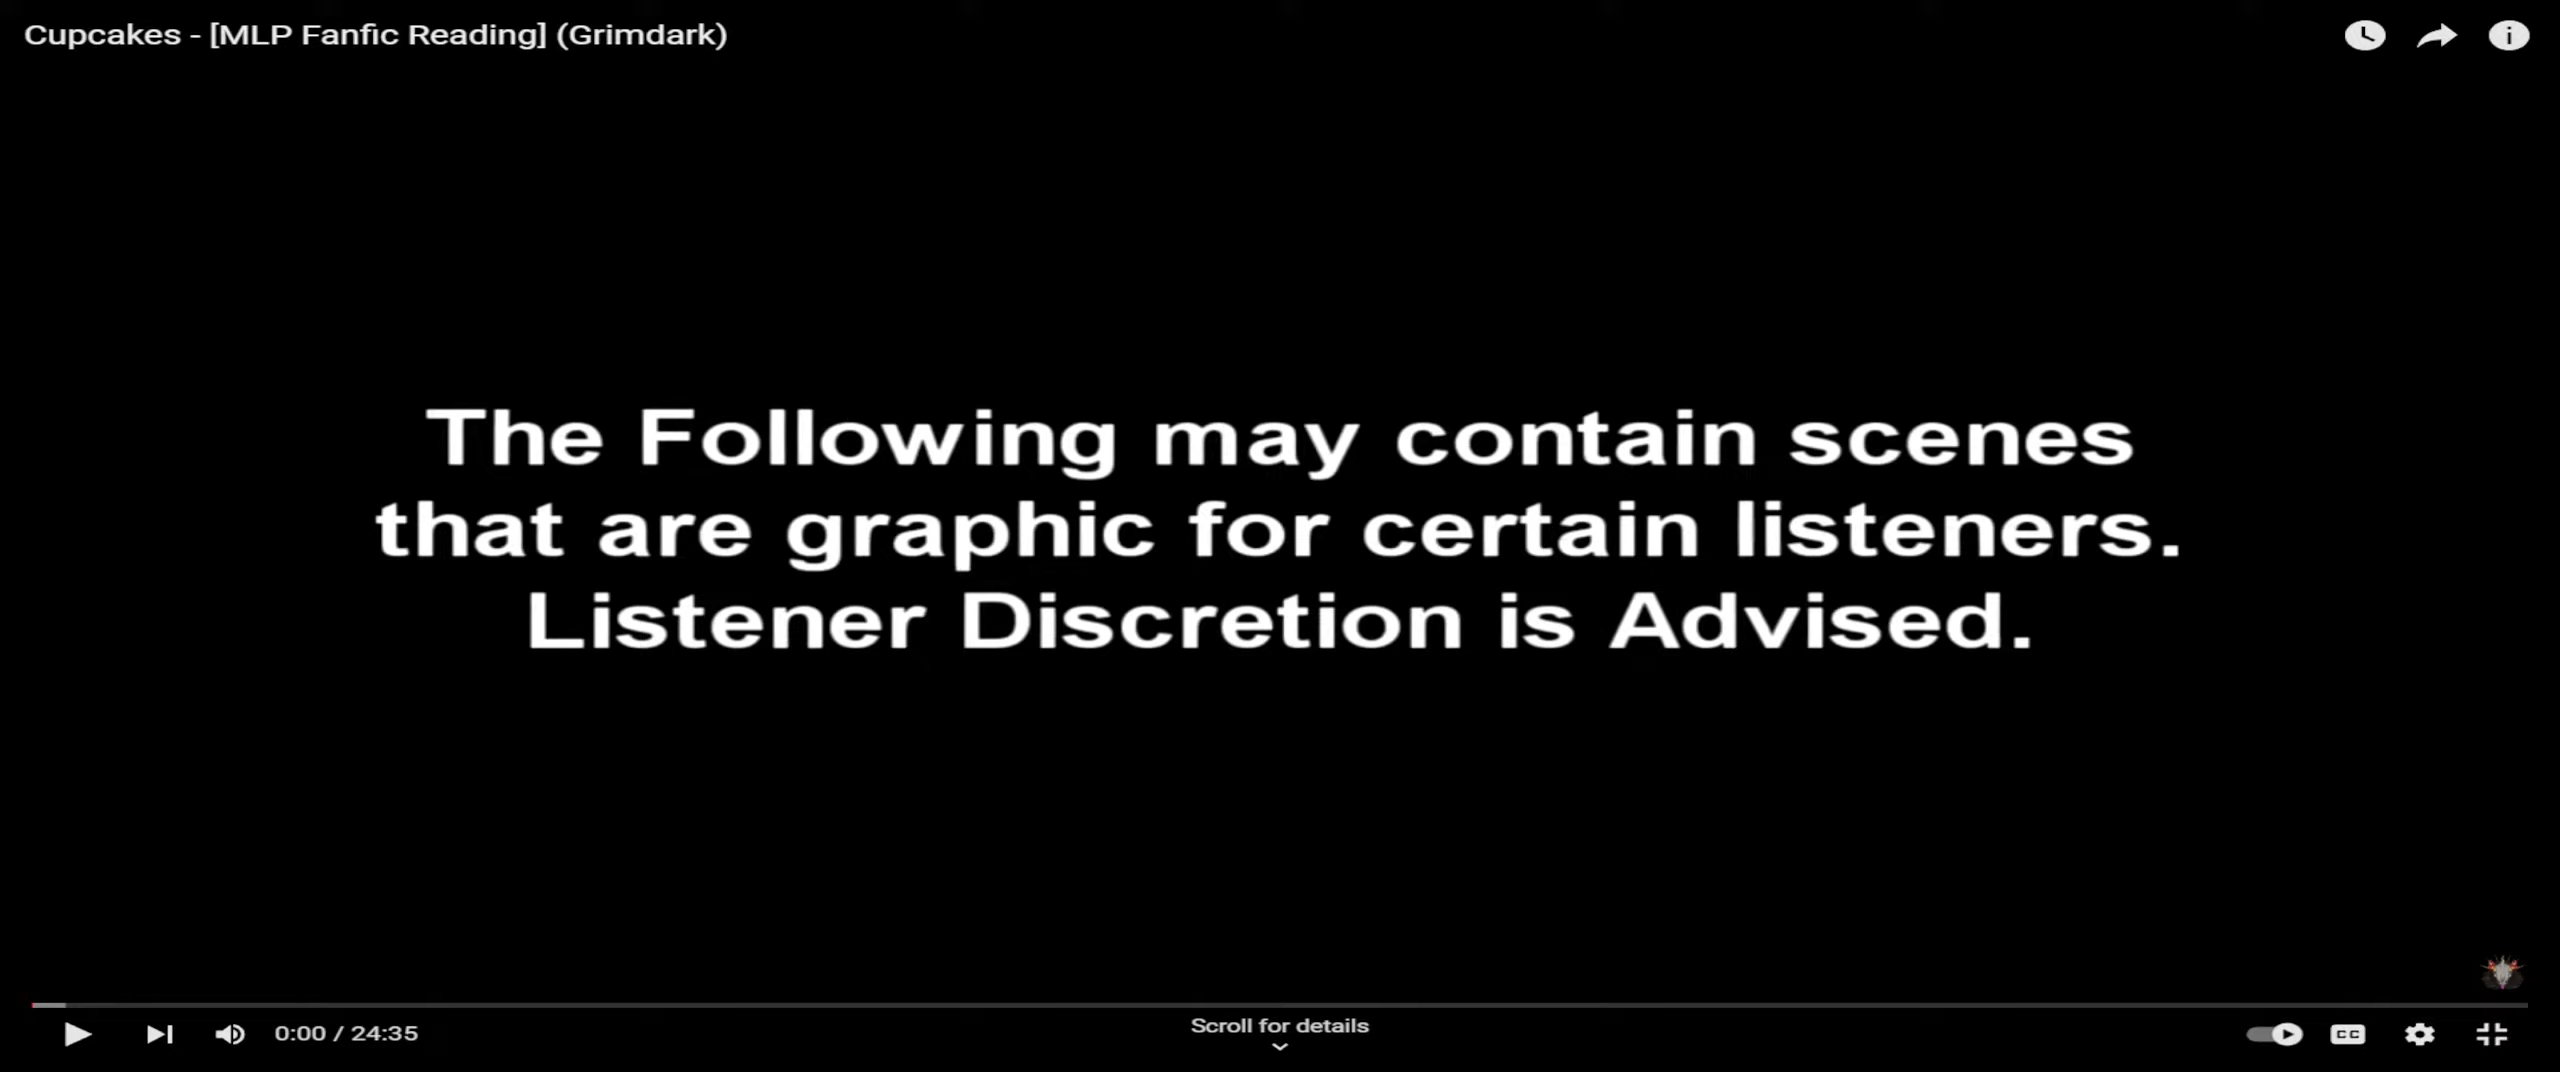 Cupcakes - [MLP Fanfic Reading] (Grimdark)
The Following may contain scenes
that are graphic for certain listeners.
Listener Discretion is Advised.
0:00 / 24:35
Scroll for details
CC